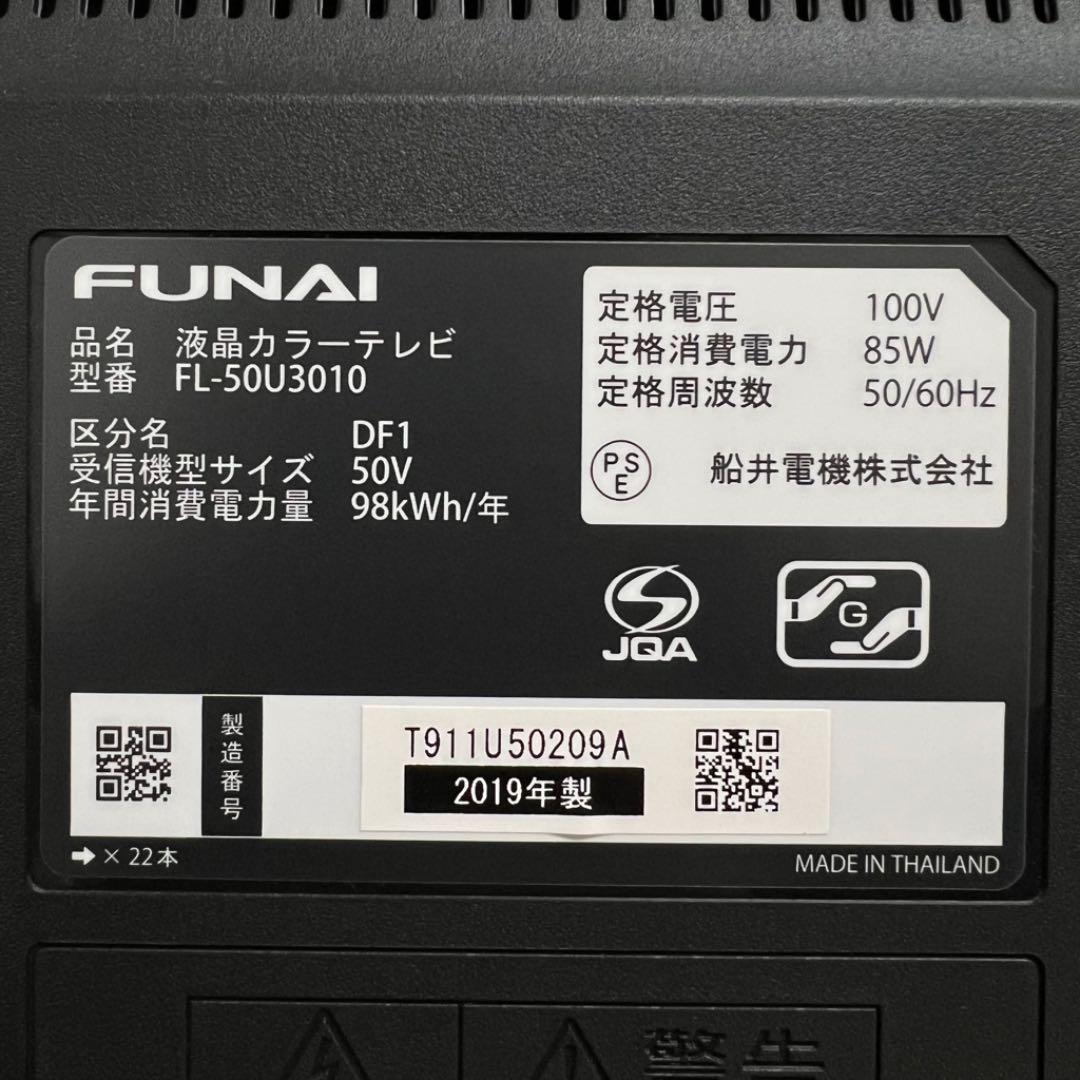 FUNAI
品名 液晶カラーテレビ
型番 FL-50U3010
区分名 DF1
受信機型サイズ 50V
年間消費電力量 98kWh/年
定格電圧 100V
定格消費電力 85W
定格周波数 50/60Hz
PSE 船井電機株式会社
JQA
G
製造番号
T911U50209A
2019年製
➡ × 22本
MADE IN THAILAND
警告